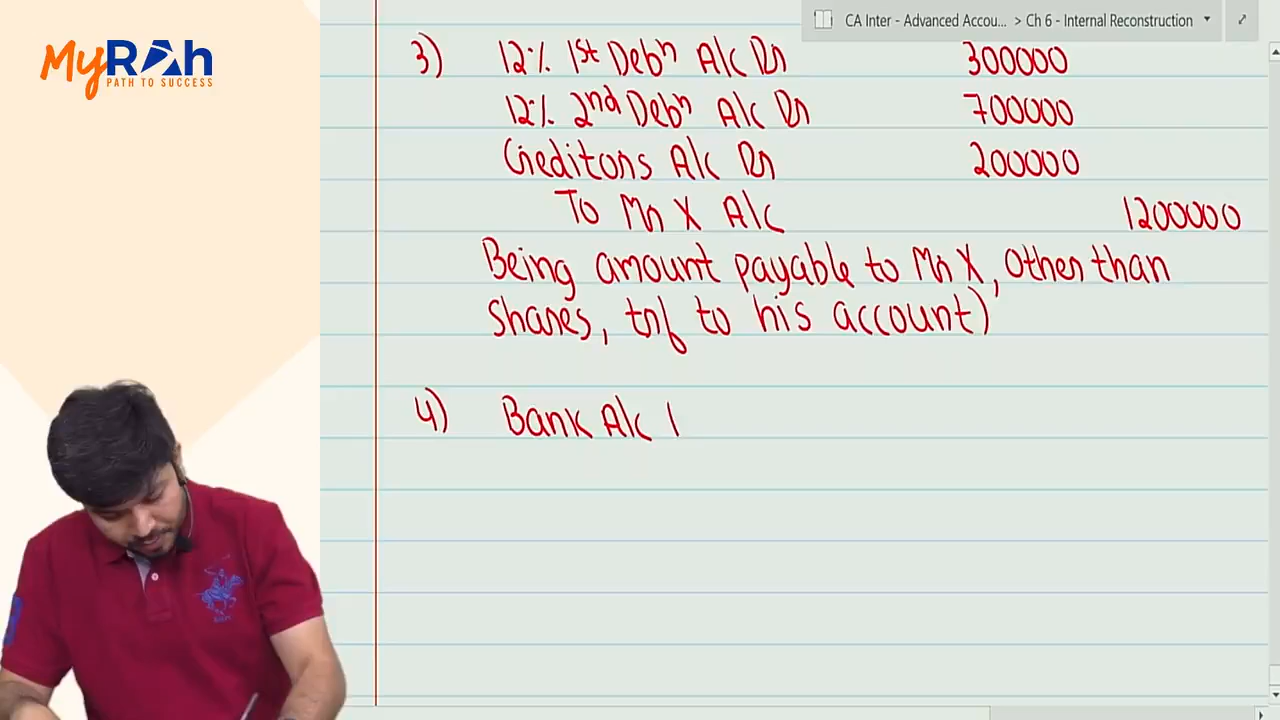 MyRAh
PATH TO SUCCESS
CA Inter - Advanced Accou... > Ch 6 - Internal Reconstruction
3) 12% 1st Debn A/c Dr 300000
12% 2nd Debn A/c Dr 700000
Creditors A/c Dr 200000
To Mr X A/c 1200000
Being amount payable to Mr X, other than
shares, trf to his account)
4) Bank A/c